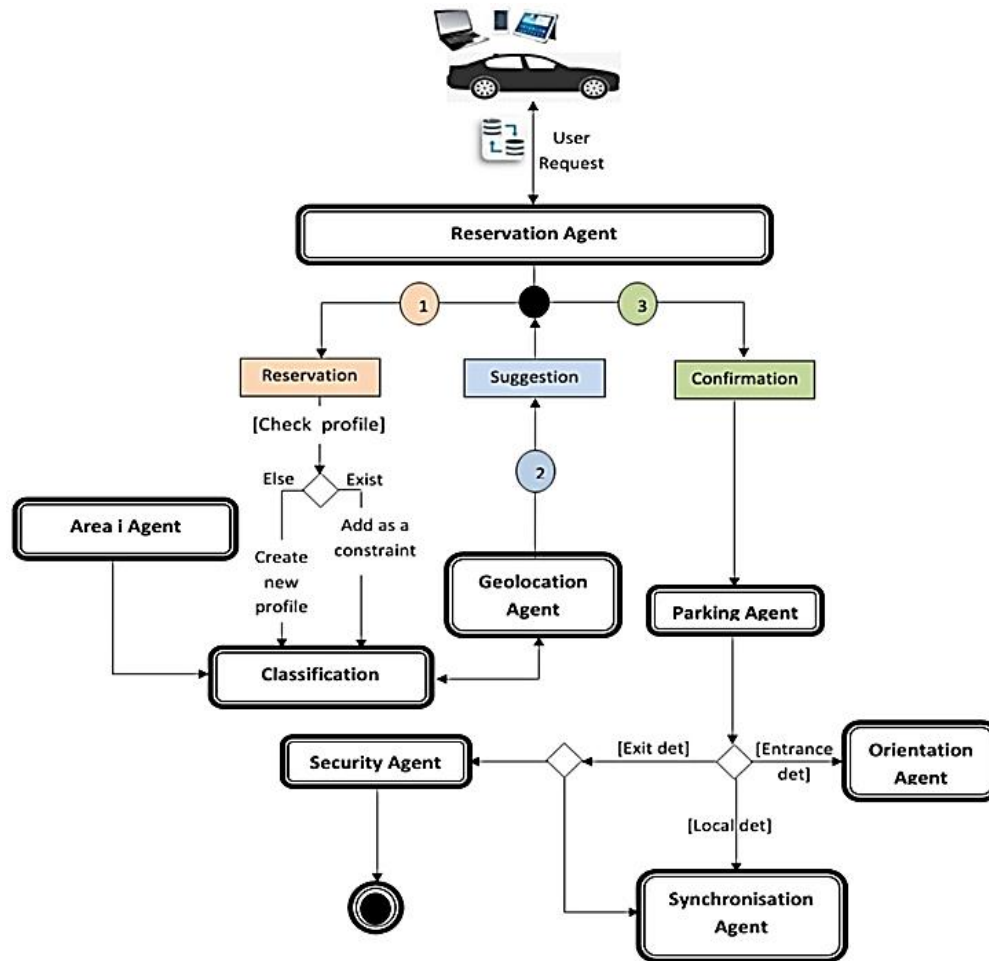 User
Request
Reservation Agent
1
3
Reservation
Suggestion
Confirmation
[Check profile]
2
Else
Exist
Area i Agent
Add as a
constraint
Create
new
profile
Geolocation
Agent
Parking Agent
Classification
Security Agent
[Exit det]
[Entrance
det]
Orientation
Agent
[Local det]
Synchronisation
Agent